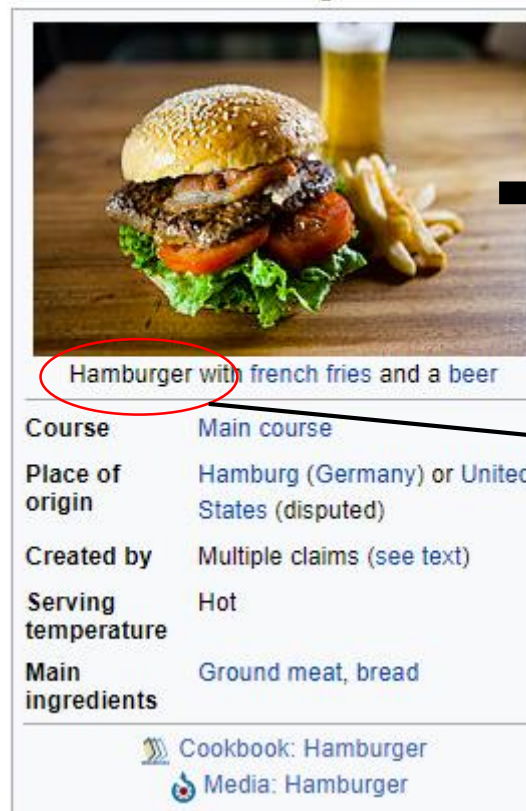 Hamburger with french fries and a beer
Course Main course
Place of Hamburg (Germany) or United
origin States (disputed)
Created by Multiple claims (see text)
Serving Hot
temperature
Main Ground meat, bread
ingredients
Cookbook: Hamburger
Media: Hamburger